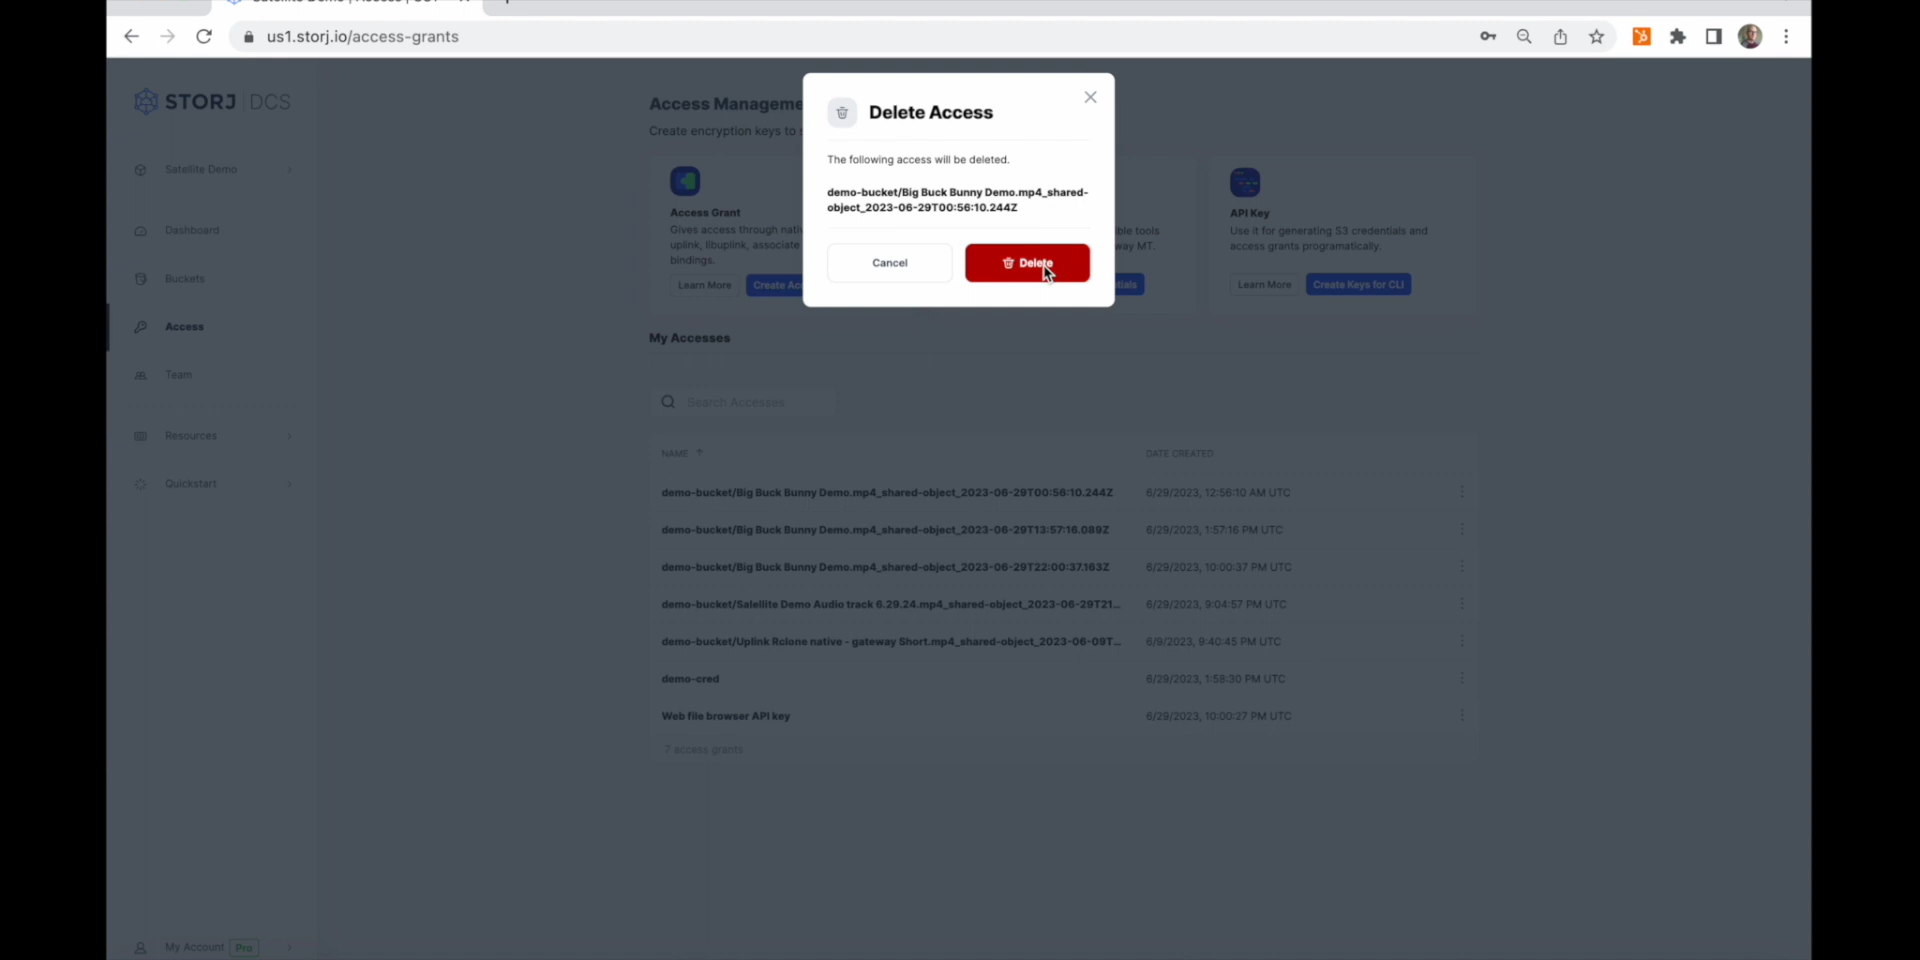 us1.storj.io/access-grants
STORJ DCS
Satellite Demo
Dashboard
Buckets
Access
Team
Resources
Quickstart
My Account Pro
Access Manageme
Create encryption keys to
Access Grant
Gives access through nati
uplink, libuplink, associate
bindings.
Learn More
Create Ac
ble tools
way MT.
tials
API Key
Use it for generating S3 credentials and
access grants programatically.
Learn More
Create Keys for CLI
Delete Access
The following access will be deleted.
demo-bucket/Big Buck Bunny Demo.mp4_shared-
object_2023-06-29T00:56:10.244Z
Cancel
Delete
My Accesses
Search Accesses
NAME DATE CREATED
demo-bucket/Big Buck Bunny Demo.mp4_shared-object_2023-06-29T00:56:10.244Z 6/29/2023, 12:56:10 AM UTC
demo-bucket/Big Buck Bunny Demo.mp4_shared-object_2023-06-29T13:57:16.089Z 6/29/2023, 1:57:16 PM UTC
demo-bucket/Big Buck Bunny Demo.mp4_shared-object_2023-06-29T22:00:37.163Z 6/29/2023, 10:00:37 PM UTC
demo-bucket/Salellite Demo Audio track 6.29.24.mp4_shared-object_2023-06-29T21... 6/29/2023, 9:04:57 PM UTC
demo-bucket/Uplink Rclone native - gateway Short.mp4_shared-object_2023-06-09T... 6/9/2023, 9:40:45 PM UTC
demo-cred 6/29/2023, 1:58:30 PM UTC
Web file browser API key 6/29/2023, 10:00:27 PM UTC
7 access grants